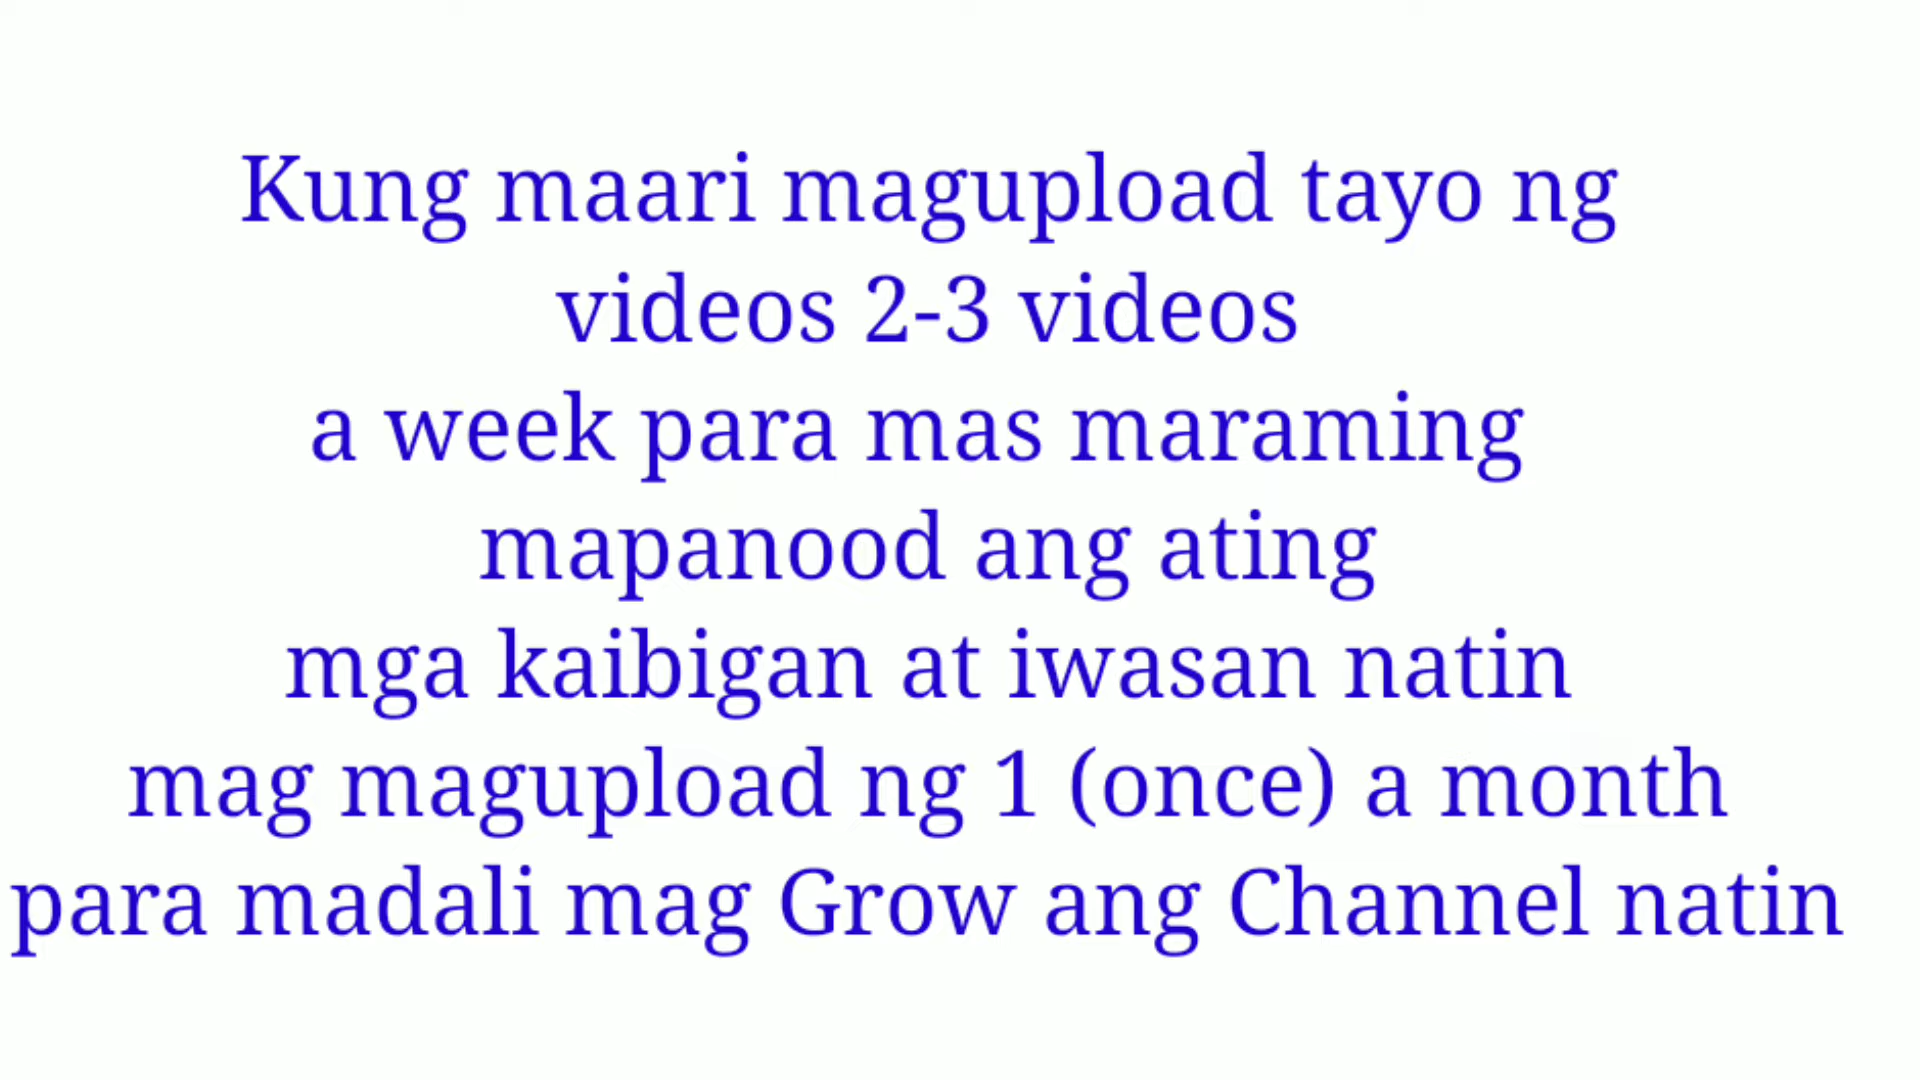 Kung maari magupload tayo ng
videos 2-3 videos
a week para mas maraming
mapanood ang ating
mga kaibigan at iwasan natin
mag magupload ng 1 (once) a month
para madali mag Grow ang Channel natin